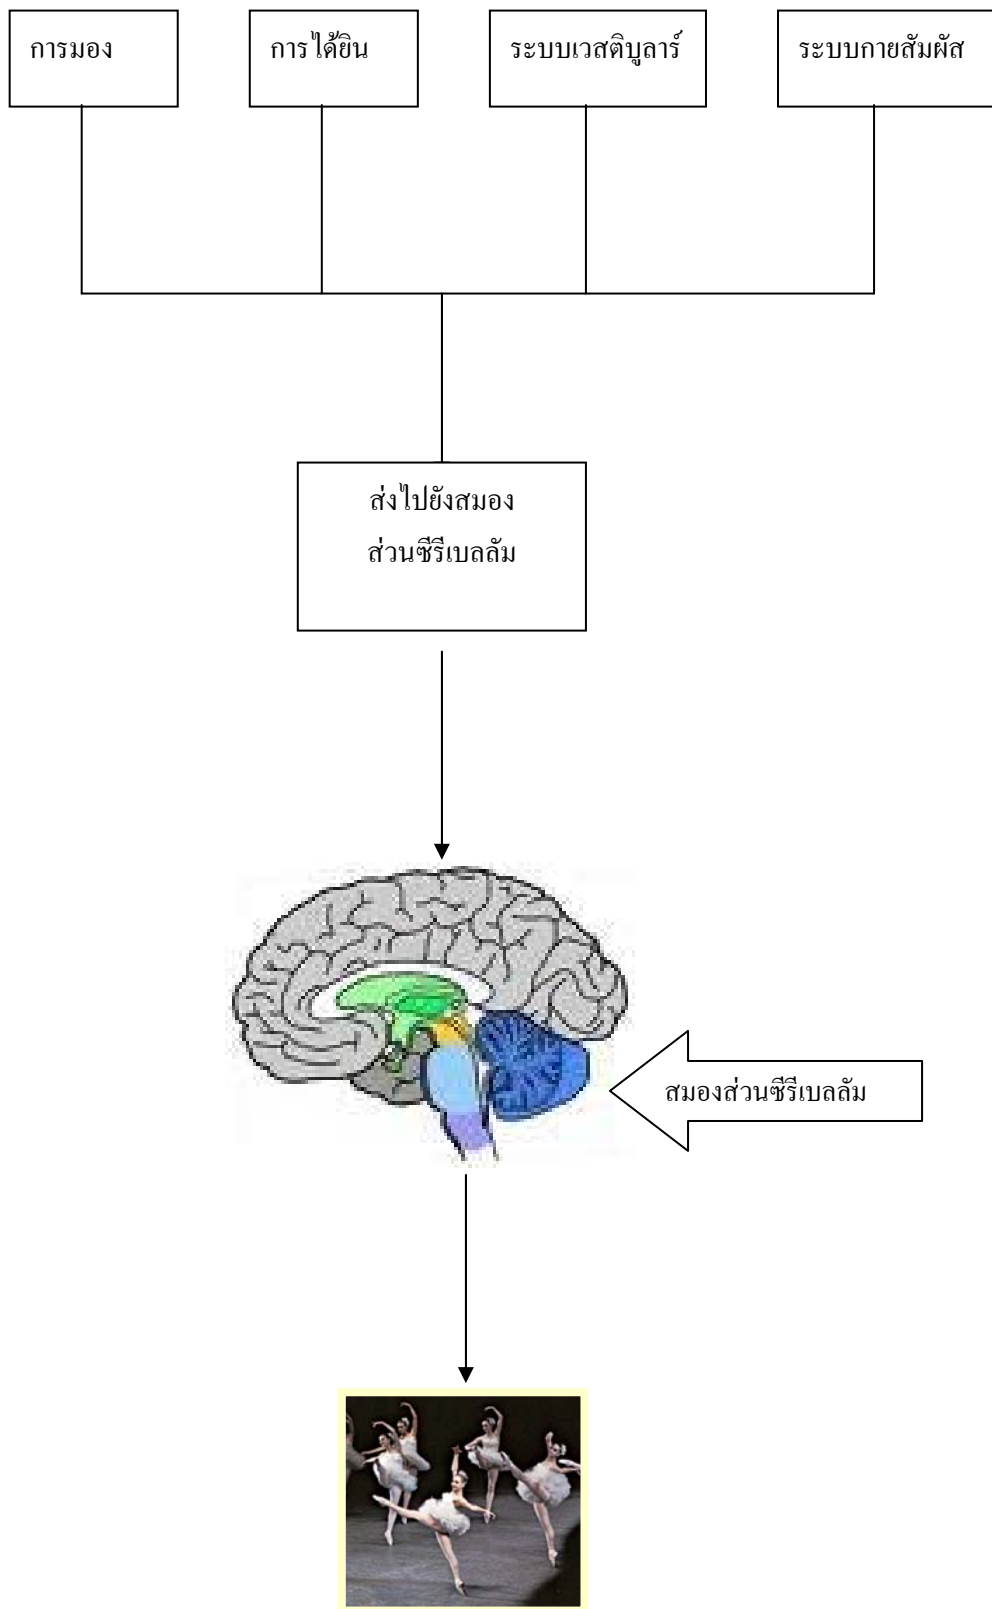 การมอง
การได้ยิน
ระบบเวสติบูลาร์
ระบบกายสัมผัส
ส่งไปยังสมอง
ส่วนซีรีเบลลัม
สมองส่วนซีรีเบลลัม